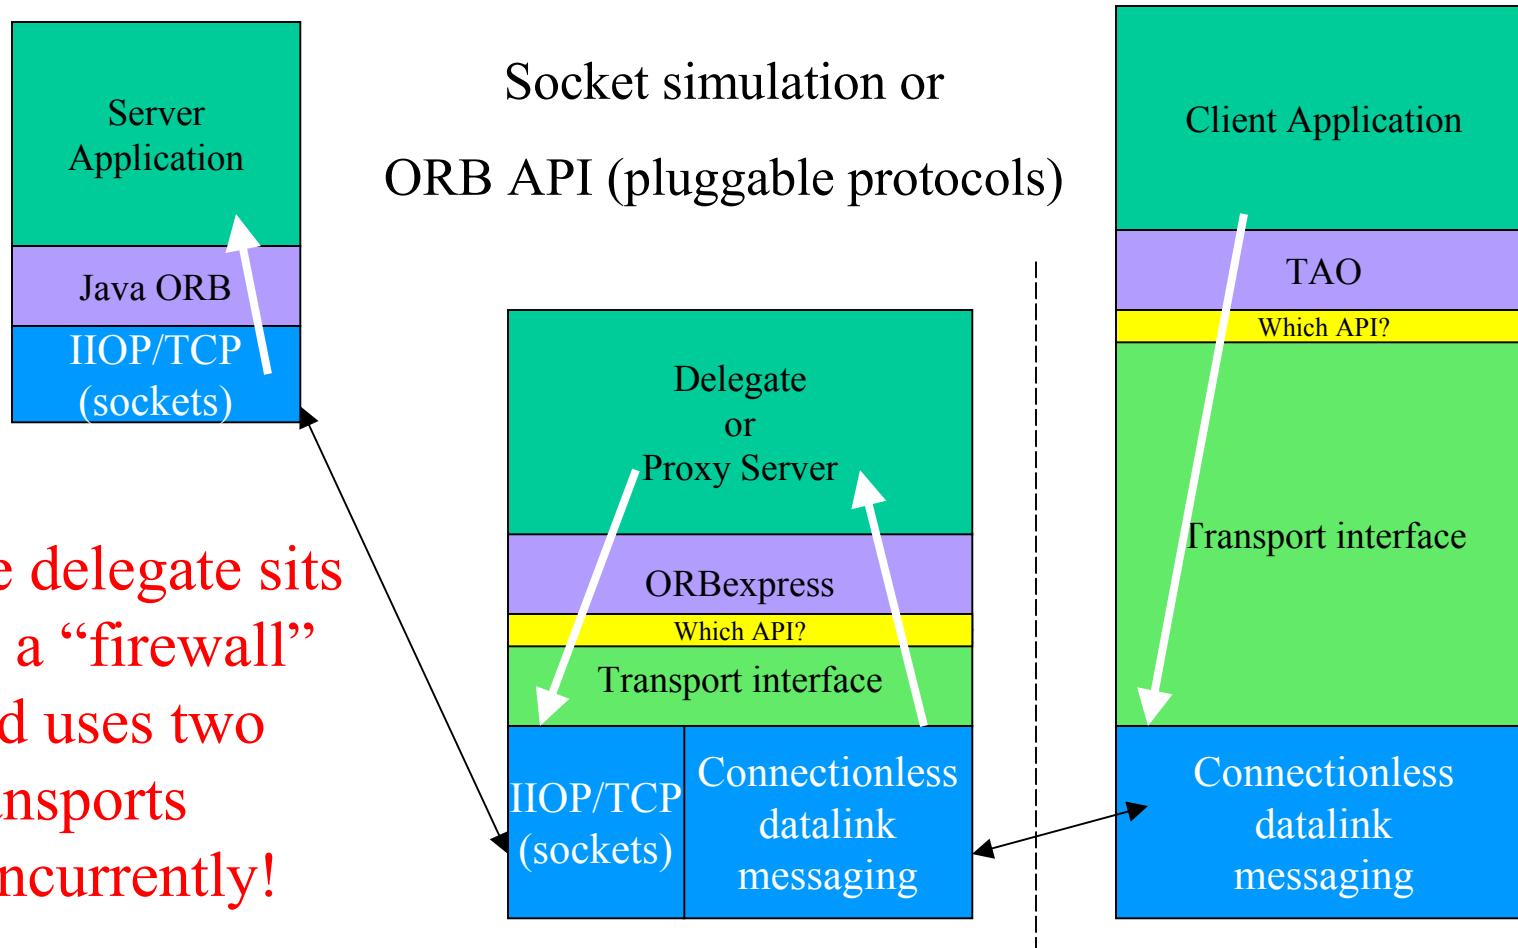 Socket simulation or
ORB API (pluggable protocols)
Server
Application
Java ORB
IIOP/TCP
(sockets)
e delegate sits
a “firewall”
d uses two
ansports
ncurrently!
Delegate
or
Proxy Server
ORBexpress
Which API?
Transport interface
IIOP/TCP
(sockets)
Connectionless
datalink
messaging
Client Application
TAO
Which API?
Transport interface
Connectionless
datalink
messaging